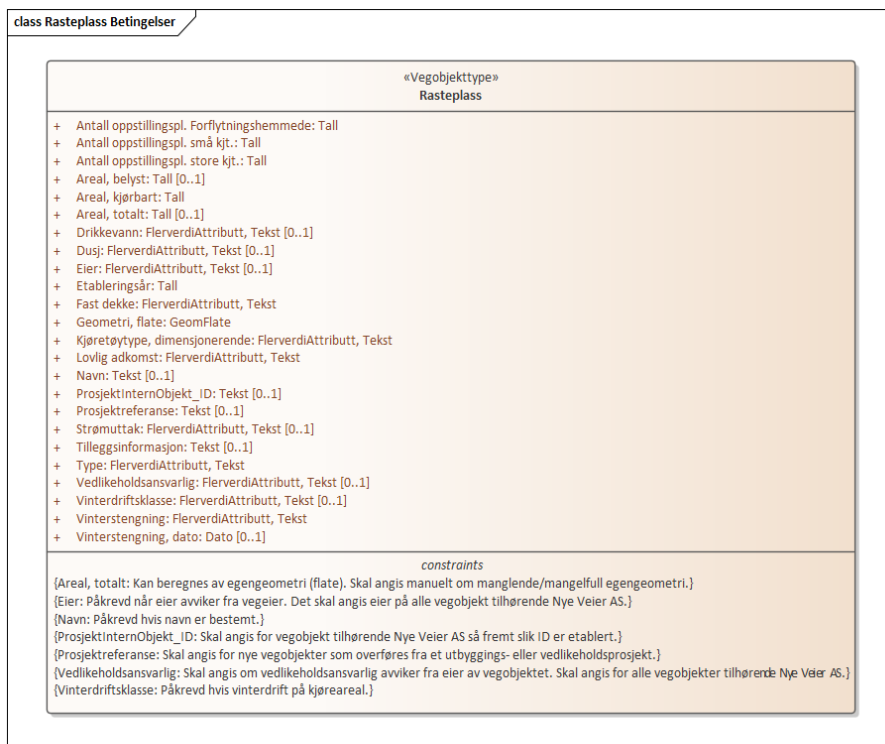 class Rasteplass Betingelser
«Vegobjekttype»
Rasteplass
+ Antall oppstillingspl. Forflytningshemmede: Tall
+ Antall oppstillingspl. små kjt.: Tall
+ Antall oppstillingspl. store kjt.: Tall
+ Areal, belyst: Tall [0..1]
+ Areal, kjørbart: Tall
+ Areal, totalt: Tall [0..1]
+ Drikkevann: FlerverdiAttributt, Tekst [0..1]
+ Dusj: FlerverdiAttributt, Tekst [0..1]
+ Eier: FlerverdiAttributt, Tekst [0..1]
+ Etableringsår: Tall
+ Fast dekke: FlerverdiAttributt, Tekst
+ Geometri, flate: GeomFlate
+ Kjøretøytype, dimensjonerende: FlerverdiAttributt, Tekst
+ Lovlig adkomst: FlerverdiAttributt, Tekst
+ Navn: Tekst [0..1]
+ ProsjektInternObjekt_ID: Tekst [0..1]
+ Prosjektreferanse: Tekst [0..1]
+ Strømuttak: FlerverdiAttributt, Tekst [0..1]
+ Tilleggsinformasjon: Tekst [0..1]
+ Type: FlerverdiAttributt, Tekst
+ Vedlikeholdsansvarlig: FlerverdiAttributt, Tekst [0..1]
+ Vinterdriftsklasse: FlerverdiAttributt, Tekst [0..1]
+ Vinterstengning: FlerverdiAttributt, Tekst
+ Vinterstengning, dato: Dato [0..1]
constraints
{Areal, totalt: Kan beregnes av egengeometri (flate). Skal angis manuelt om manglende/mangelfull egengeometri.}
{Eier: Påkrevd når eier avviker fra vegeier. Det skal angis eier på alle vegobjekt tilhørende Nye Veier AS.}
{Navn: Påkrevd hvis navn er bestemt.}
{ProsjektInternObjekt_ID: Skal angis for vegobjekt tilhørende Nye Veier AS så fremt slik ID er etablert.}
{Prosjektreferanse: Skal angis for nye vegobjekter som overføres fra et utbyggings- eller vedlikeholdsprosjekt.}
{Vedlikeholdsansvarlig: Skal angis om vedlikeholdsansvarlig avviker fra eier av vegobjektet. Skal angis for alle vegobjekter tilhørende Nye Veier AS.}
{Vinterdriftsklasse: Påkrevd hvis vinterdrift på kjøreareal.}